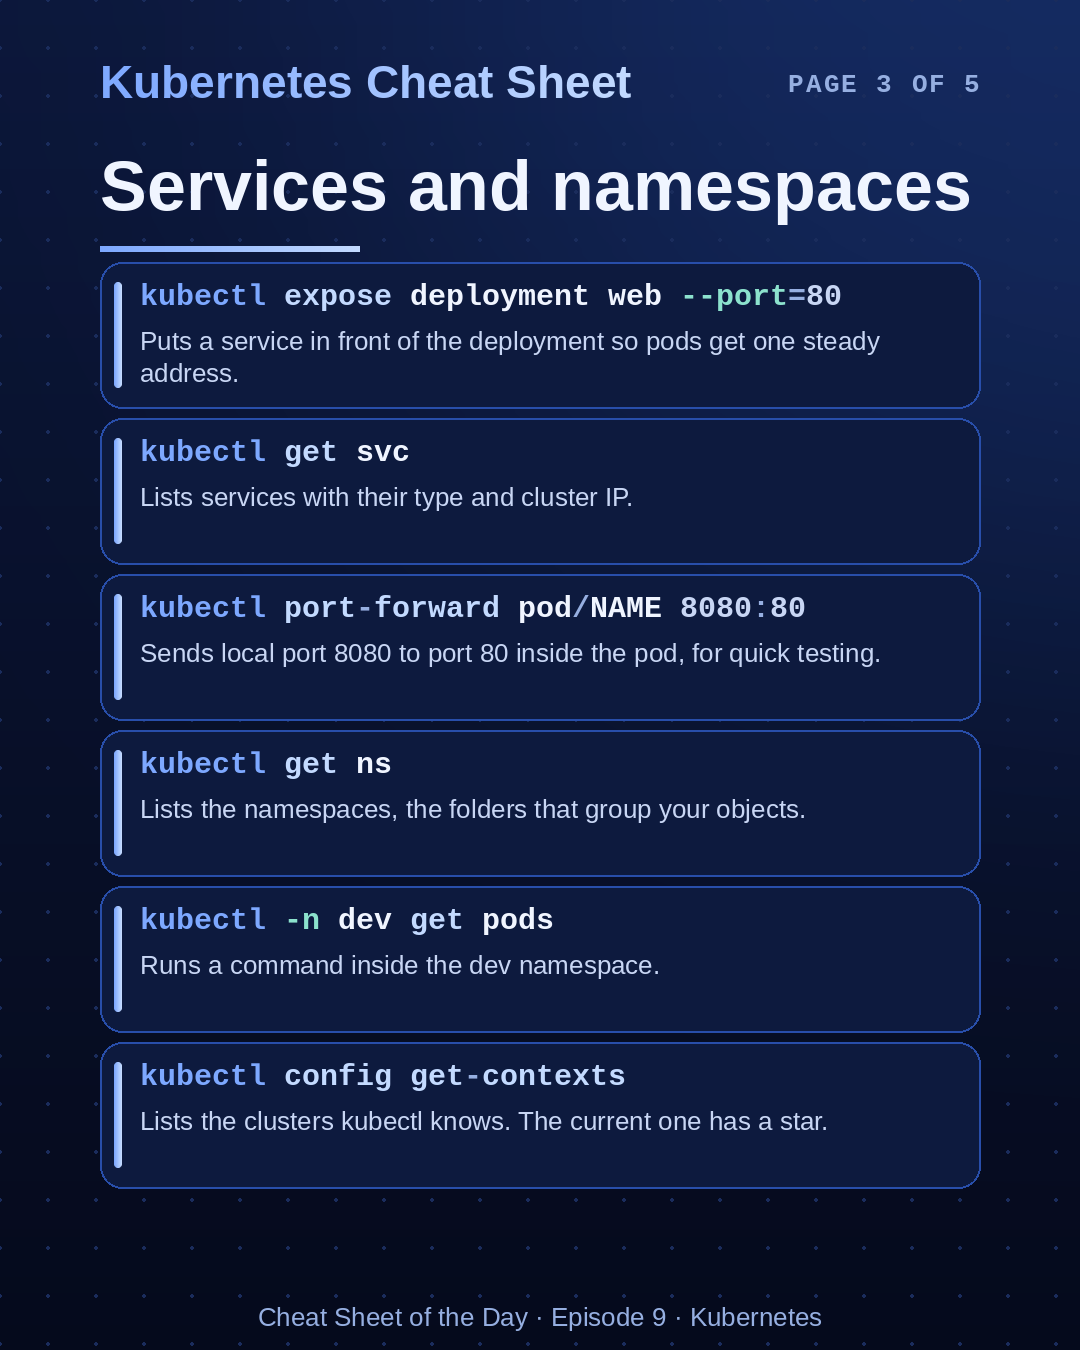 Kubernetes Cheat Sheet
PAGE 3 OF 5
Services and namespaces
kubectl expose deployment web --port=80
Puts a service in front of the deployment so pods get one steady
address.
kubectl get svc
Lists services with their type and cluster IP.
kubectl port-forward pod/NAME 8080:80
Sends local port 8080 to port 80 inside the pod, for quick testing.
kubectl get ns
Lists the namespaces, the folders that group your objects.
kubectl -n dev get pods
Runs a command inside the dev namespace.
kubectl config get-contexts
Lists the clusters kubectl knows. The current one has a star.
Cheat Sheet of the Day · Episode 9 · Kubernetes